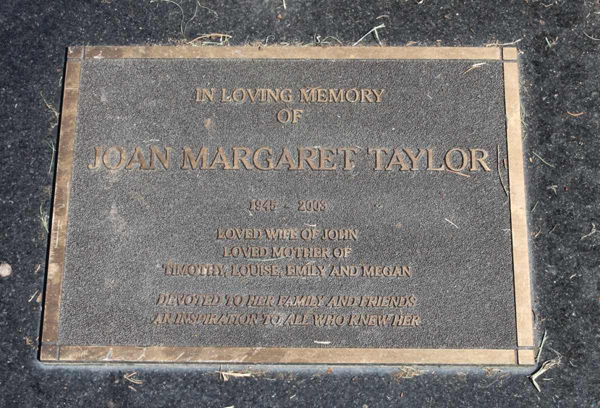 IN LOVING MEMORY
OF
JOAN MARGARET TAYLOR
LOVED WIFE OF JOHN
LOVED MOTHER OF
TIMOTHY, LOUISE, EMILY AND MEGAN
DEVOTED TO HER FAMILY AND FRIENDS
AN INSPIRATION TO ALL WHO KNEW HER